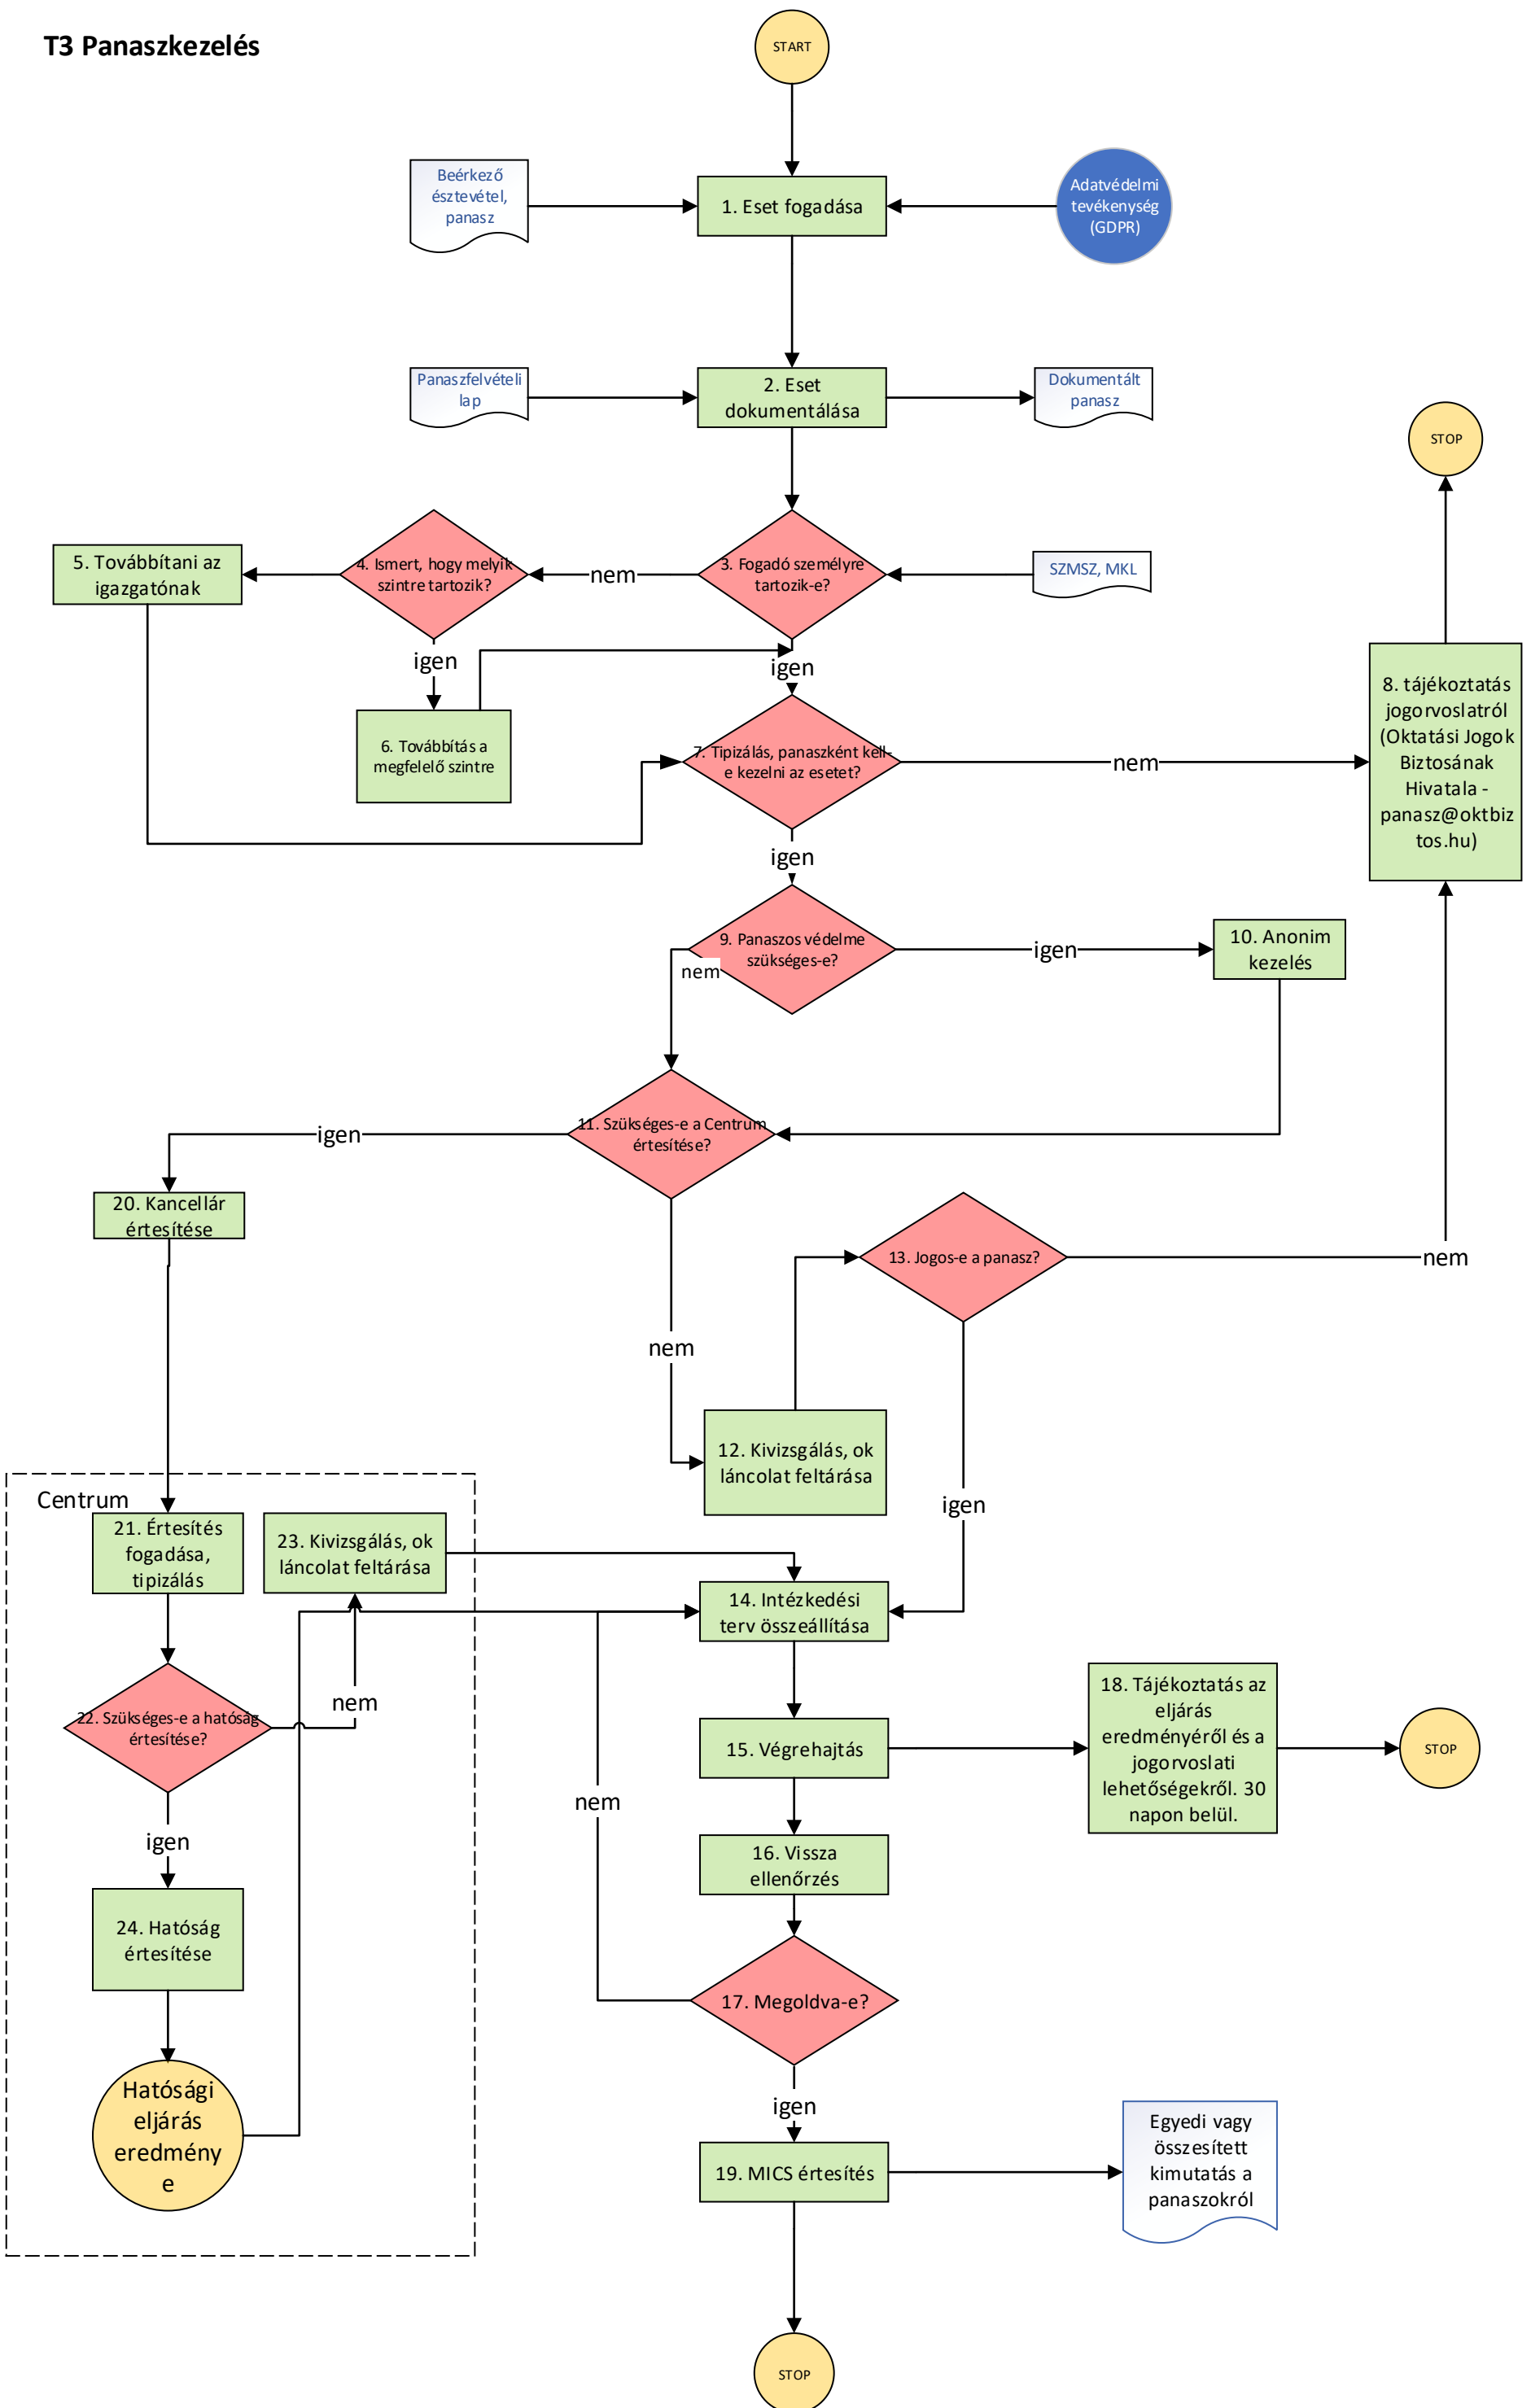 T3 Panaszkezelés
START
Beérkező
észtevétel,
panasz
1. Eset fogadása
Adatvédelmi
tevékenység
(GDPR)
Panaszfelvételi
lap
2. Eset
dokumentálása
Dokumentált
panasz
STOP
5. Továbbítani az
igazgatónak
4. Ismert, hogy melyik
szintre tartozik?
nem
3. Fogadó személyre
tartozik-e?
SZMSZ, MKL
igen
igen
6. Továbbítás a
megfelelő szintre
7. Tipizálás, panaszként kell-
e kezelni az esetet?
nem
8. tájékoztatás
jogorvoslatról
(Oktatási Jogok
Biztosának
Hivatala -
panasz@oktbiz
tos.hu)
igen
9. Panaszos védelme
szükséges-e?
nem
igen
10. Anonim
kezelés
11. Szükséges-e a Centrum
értesítése?
igen
20. Kancellár
értesítése
13. Jogos-e a panasz?
nem
nem
12. Kivizsgálás, ok
láncolat feltárása
igen
Centrum
21. Értesítés
fogadása,
tipizálás
23. Kivizsgálás, ok
láncolat feltárása
14. Intézkedési
terv összeállítása
22. Szükséges-e a hatóság
értesítése?
nem
15. Végrehajtás
18. Tájékoztatás az
eljárás
eredményéről és a
jogorvoslati
lehetőségekről. 30
napon belül.
STOP
nem
igen
16. Vissza
ellenőrzés
24. Hatóság
értesítése
17. Megoldva-e?
Hatósági
eljárás
eredmény
e
igen
19. MICS értesítés
Egyedi vagy
összesített
kimutatás a
panaszokról
STOP